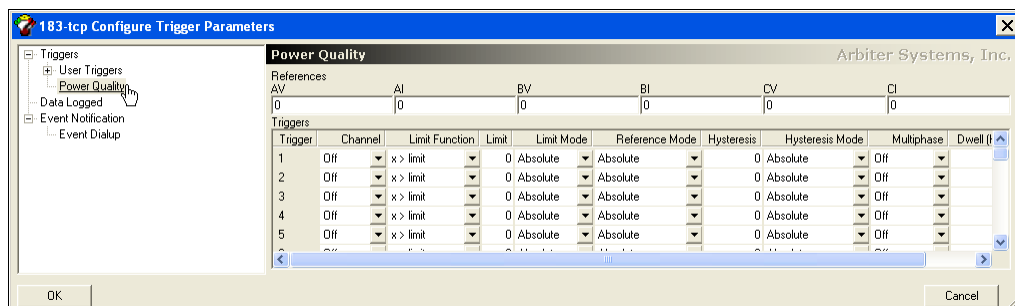 183-tcp Configure Trigger Parameters
Triggers
User Triggers
Power Quality
Data Logged
Event Notification
Event Dialup
Power Quality
Arbiter Systems, Inc.
References
AV AI BV BI CV CI
0 0 0 0 0 0
Triggers
Trigger Channel Limit Function Limit Limit Mode Reference Mode Hysteresis Hysteresis Mode Multiphase Dwell
1 Off x > limit 0 Absolute Absolute 0 Absolute Off
2 Off x > limit 0 Absolute Absolute 0 Absolute Off
3 Off x > limit 0 Absolute Absolute 0 Absolute Off
4 Off x > limit 0 Absolute Absolute 0 Absolute Off
5 Off x > limit 0 Absolute Absolute 0 Absolute Off
OK
Cancel